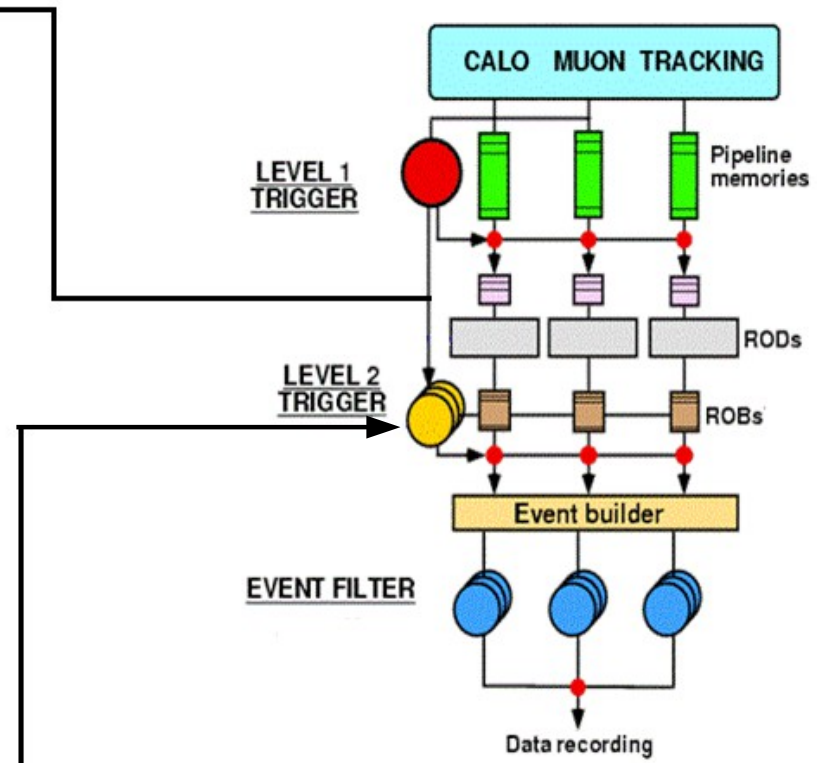 CALO MUON TRACKING
LEVEL 1
TRIGGER
Pipeline
memories
RODs
LEVEL 2
TRIGGER
ROBs
Event builder
EVENT FILTER
Data recording